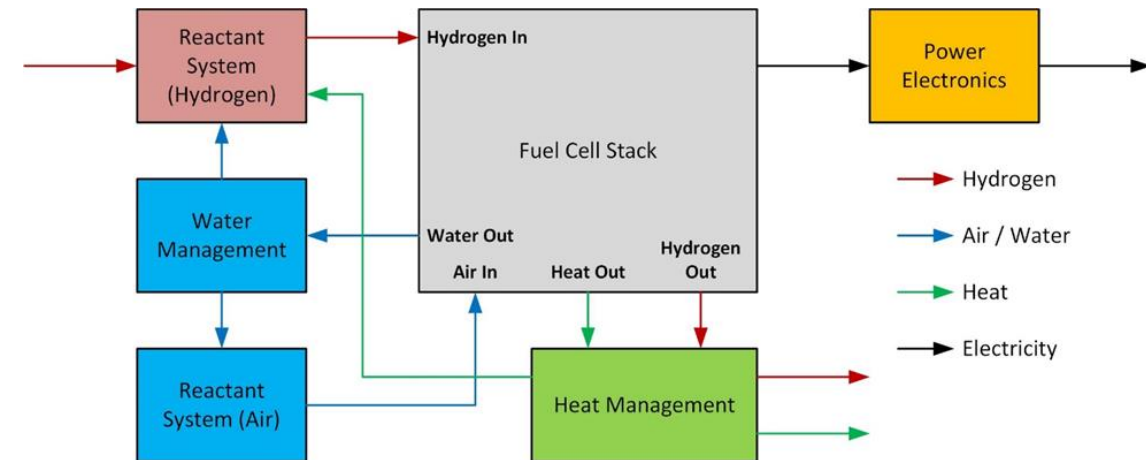 Reactant
System
(Hydrogen)
Hydrogen In
Power
Electronics
Fuel Cell Stack
Hydrogen
Water
Management
Water Out
Air / Water
Hydrogen
Out
Air In
Heat Out
Heat
Electricity
Reactant
System (Air)
Heat Management